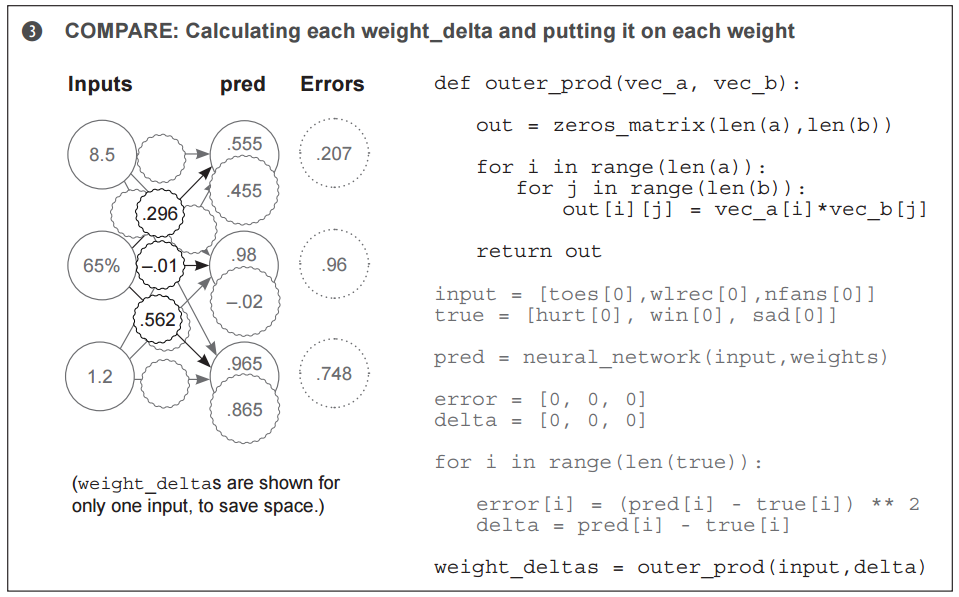 3 COMPARE: Calculating each weight_delta and putting it on each weight
Inputs pred Errors
8.5
.296
65%
–.01
.562
1.2
.555
.455
.98
–.02
.965
.865
.207
.96
.748
(weight_deltas are shown for
only one input, to save space.)
def outer_prod(vec_a, vec_b):
out = zeros_matrix(len(a),len(b))
for i in range(len(a)):
for j in range(len(b)):
out[i][j] = vec_a[i]*vec_b[j]
return out
input = [toes[0],wlrec[0],nfans[0]]
true = [hurt[0], win[0], sad[0]]
pred = neural_network(input,weights)
error = [0, 0, 0]
delta = [0, 0, 0]
for i in range(len(true)):
error[i] = (pred[i] - true[i]) ** 2
delta = pred[i] - true[i]
weight_deltas = outer_prod(input,delta)